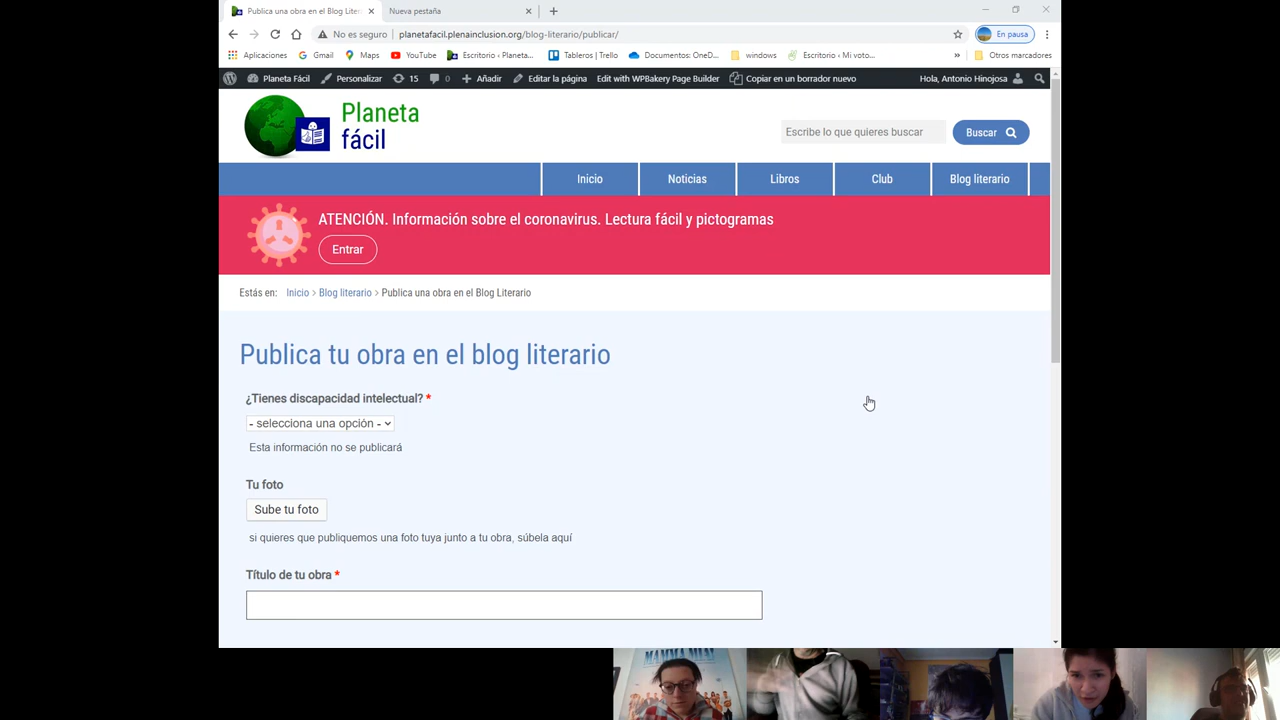 Publica una obra en el Blog Liter
Nueva pestaña
No es seguro
planetafacil.plenainclusion.org/blog-literario/publicar/
En pausa
Aplicaciones
Gmail
Maps
YouTube
Escritorio ‹ Planeta...
Tableros | Trello
Documentos: OneD...
windows
Escritorio ‹ Mi voto...
»
Otros marcadores
Planeta Fácil
Personalizar
15
0
Añadir
Editar la página
Edit with WPBakery Page Builder
Copiar en un borrador nuevo
Hola, Antonio Hinojosa
Planeta
fácil
Escribe lo que quieres buscar
Buscar
Inicio
Noticias
Libros
Club
Blog literario
ATENCIÓN. Información sobre el coronavirus. Lectura fácil y pictogramas
Entrar
Estás en: Inicio > Blog literario > Publica una obra en el Blog Literario
Publica tu obra en el blog literario
¿Tienes discapacidad intelectual? *
- selecciona una opción -
Esta información no se publicará
Tu foto
Sube tu foto
si quieres que publiquemos una foto tuya junto a tu obra, súbela aquí
Título de tu obra *
MAMMA MIA!